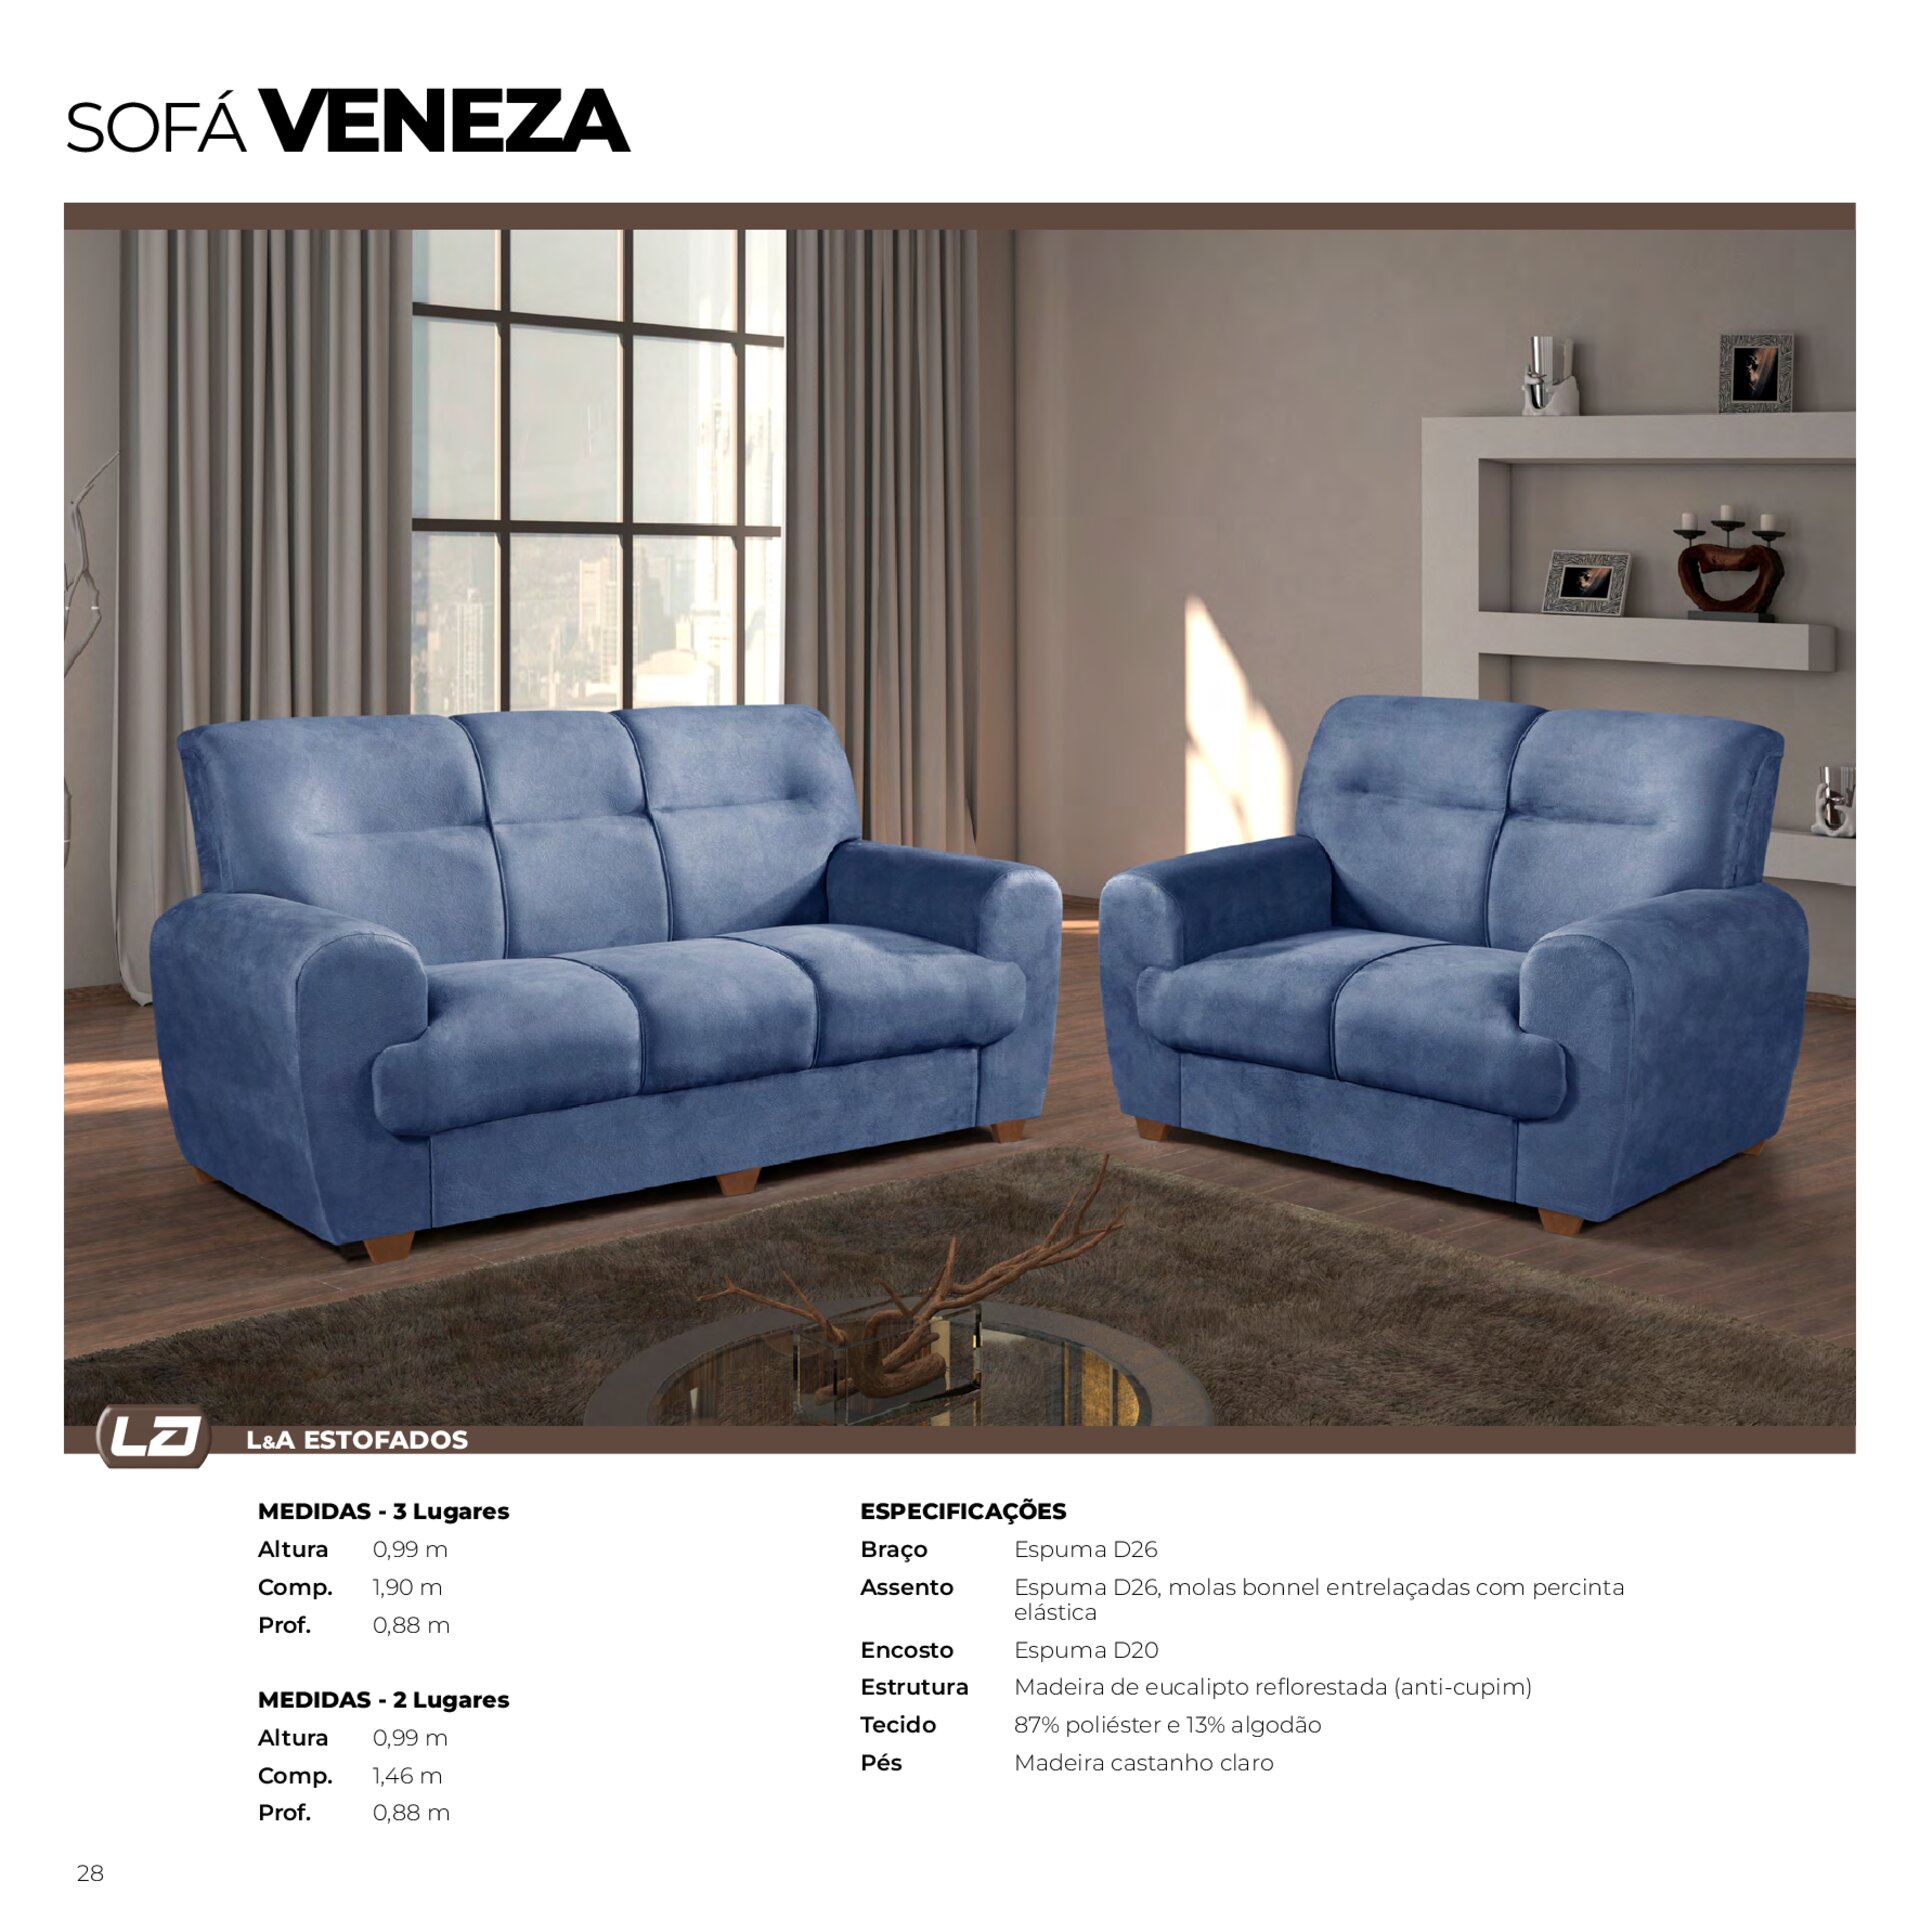 SOFÁ VENEZA
LA
L&A ESTOFADOS
MEDIDAS - 3 Lugares
Altura 0,99 m
Comp. 1,90 m
Prof. 0,88 m
MEDIDAS - 2 Lugares
Altura 0,99 m
Comp. 1,46 m
Prof. 0,88 m
ESPECIFICAÇÕES
Braço Espuma D26
Assento Espuma D26, molas bonnel entrelaçadas com percinta
elástica
Encosto Espuma D20
Estrutura Madeira de eucalipto reflorestada (anti-cupim)
Tecido 87% poliéster e 13% algodão
Pés Madeira castanho claro
28